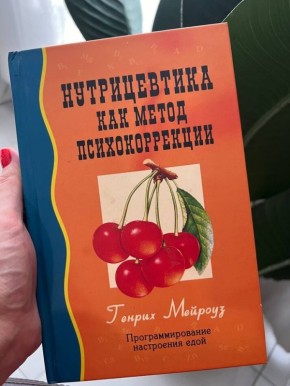 НУТРИЦЕВТИКА
КАК МЕТОД
ПСИХОКОРРЕКЦИИ
Генрих Мейроуз
Программирование
настроения едой